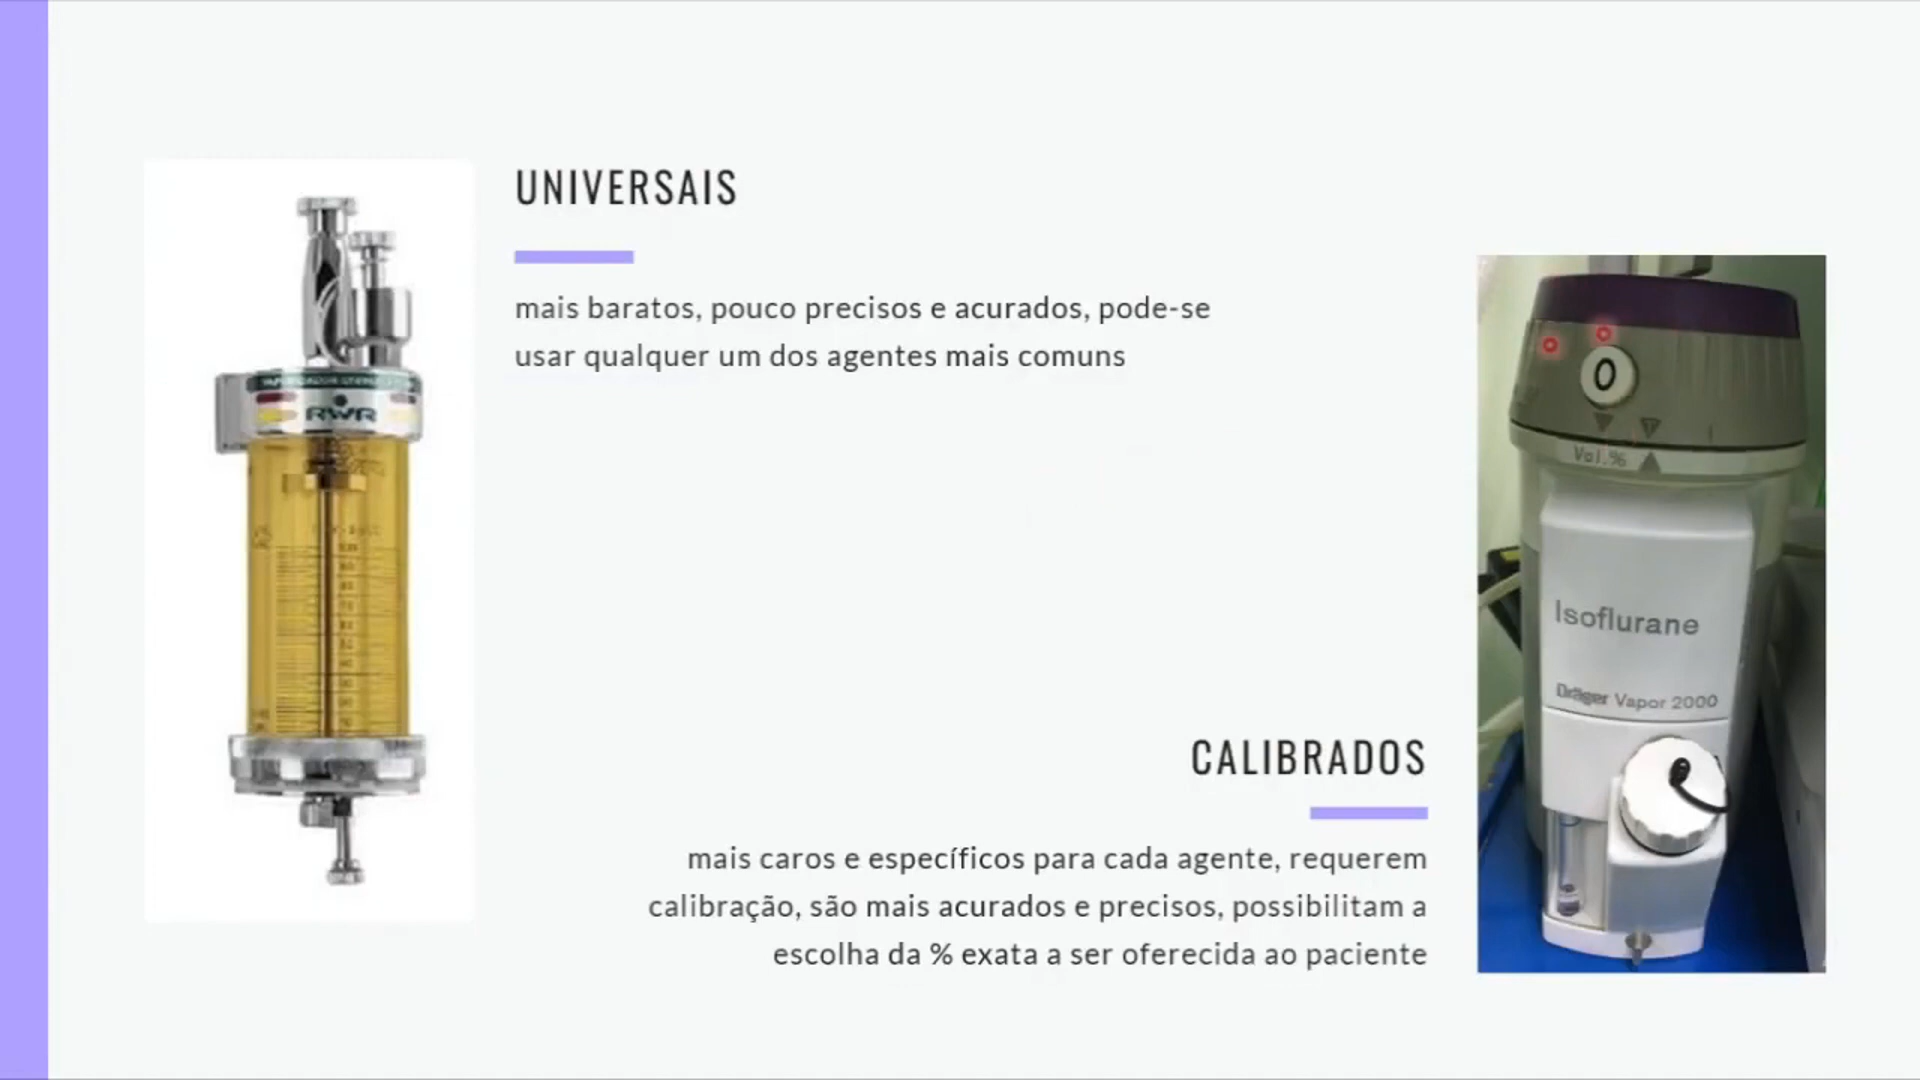 UNIVERSAIS
mais baratos, pouco precisos e acurados, pode-se
usar qualquer um dos agentes mais comuns
RWR
0
Vol.%
Isoflurane
Dräger Vapor 2000
CALIBRADOS
mais caros e específicos para cada agente, requerem
calibração, são mais acurados e precisos, possibilitam a
escolha da % exata a ser oferecida ao paciente